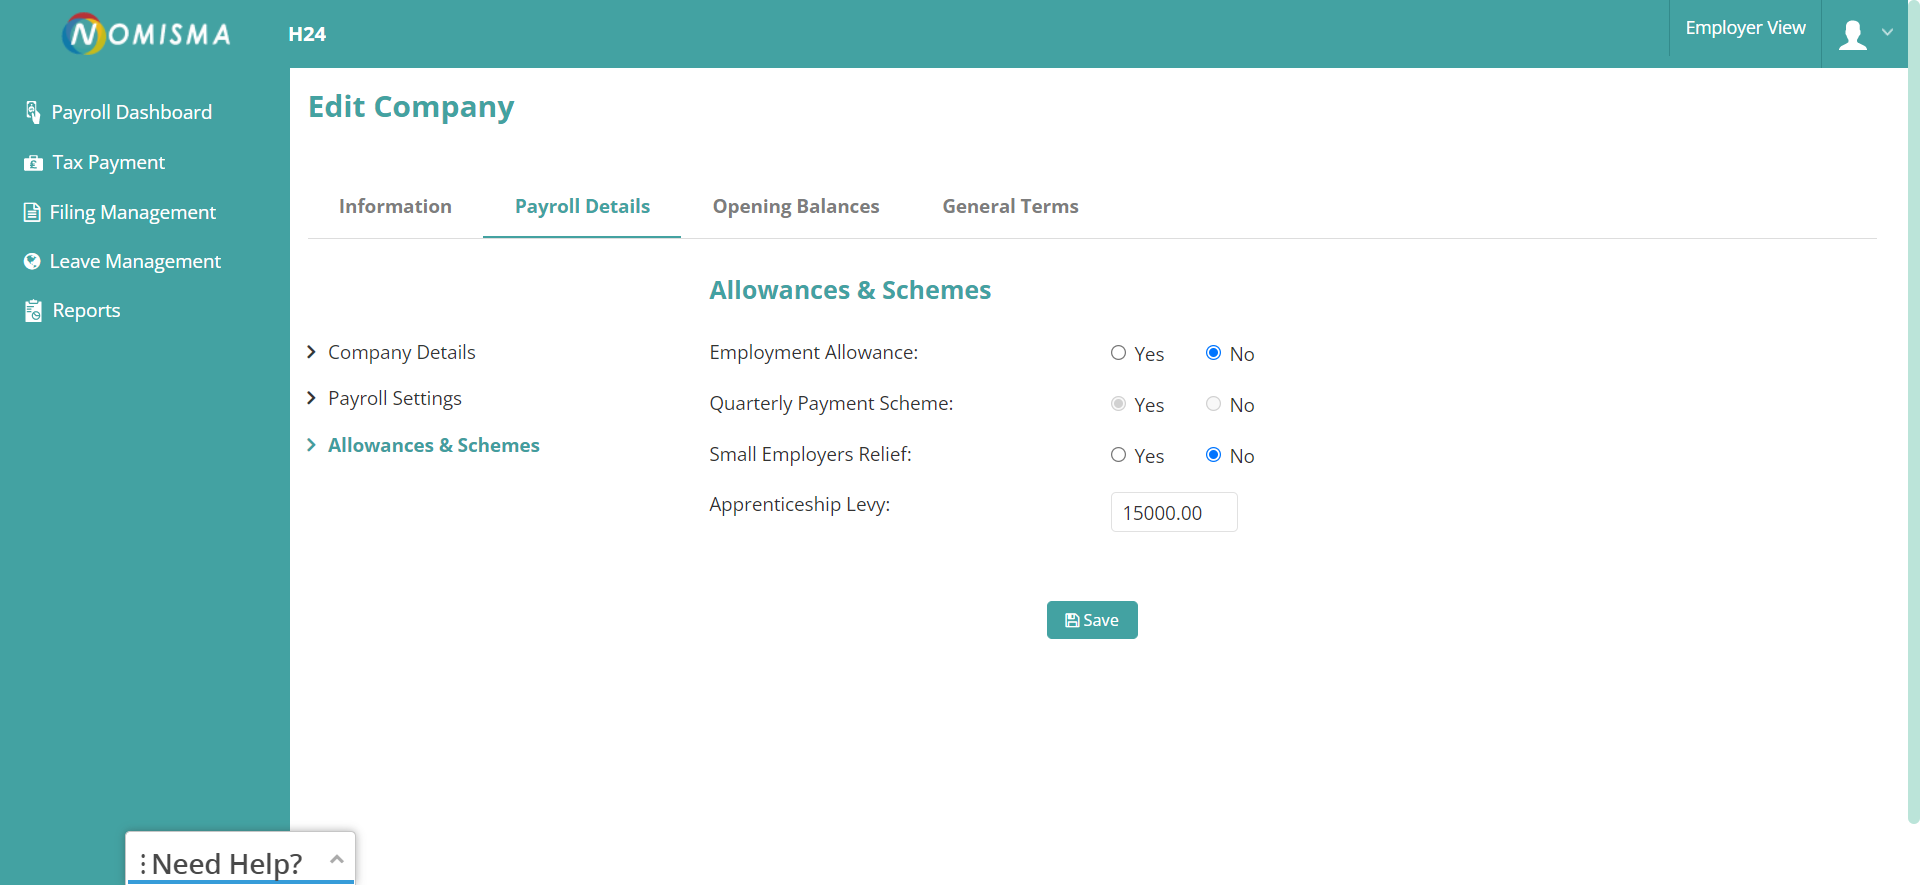 NOMISMA
H24
Employer View
Payroll Dashboard
Tax Payment
Filing Management
Leave Management
Reports
Edit Company
Information
Payroll Details
Opening Balances
General Terms
Company Details
Payroll Settings
Allowances & Schemes
Allowances & Schemes
Employment Allowance: Yes No
Quarterly Payment Scheme: Yes No
Small Employers Relief: Yes No
Apprenticeship Levy: 15000.00
Save
Need Help?